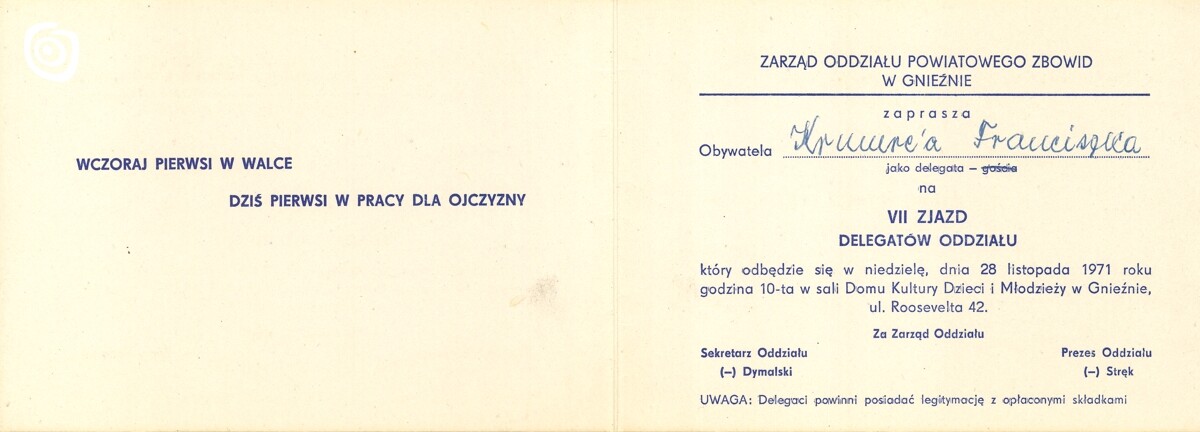 WCZORAJ PIERWSI W WALCE
DZIŚ PIERWSI W PRACY DLA OJCZYZNY
ZARZĄD ODDZIAŁU POWIATOWEGO ZBOWID
W GNIEŹNIE
zaprasza
Obywatela Franciszka
jako delegata – gościa
na
VII ZJAZD
DELEGATÓW ODDZIAŁU
który odbędzie się w niedzielę, dnia 28 listopada 1971 roku
godzina 10-ta w sali Domu Kultury Dzieci i Młodzieży w Gnieźnie,
ul. Roosevelta 42.
Za Zarząd Oddziału
Sekretarz Oddziału
(—) Dymalski
Prezes Oddziału
(—) Stręk
UWAGA: Delegaci powinni posiadać legitymację z opłaconymi składkami